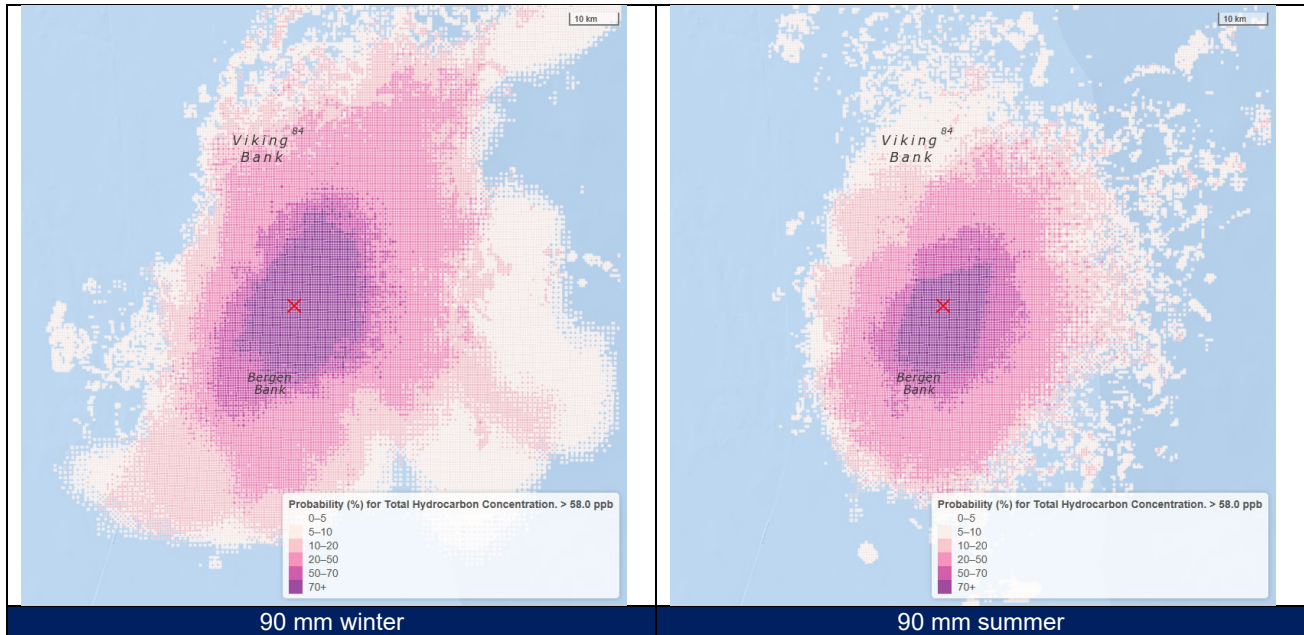 10 km
Viking 84
Bank
Bergen
Bank
Probability (%) for Total Hydrocarbon Concentration. > 58.0 ppb
0–5
5–10
10–20
20–50
50–70
70+
90 mm winter
10 km
Viking 84
Bank
Bergen
Bank
Probability (%) for Total Hydrocarbon Concentration. > 58.0 ppb
0–5
5–10
10–20
20–50
50–70
70+
90 mm summer